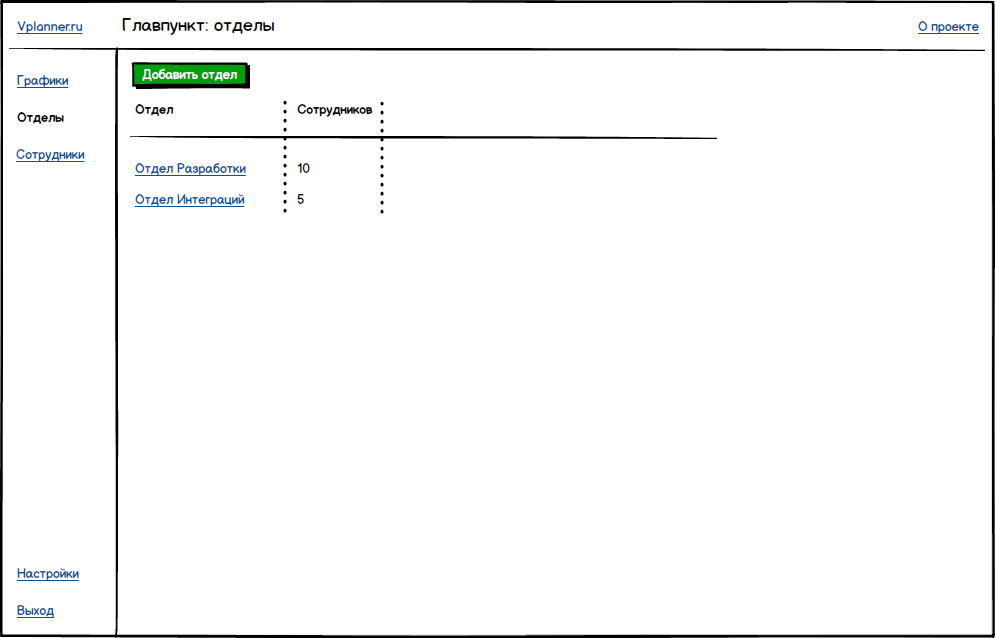 Vplanner.ru
Главпункт: отделы
О проекте
Графики
Отделы
Сотрудники
Добавить отдел
Отдел Сотрудников
Отдел Разработки 10
Отдел Интеграций 5
Настройки
Выход